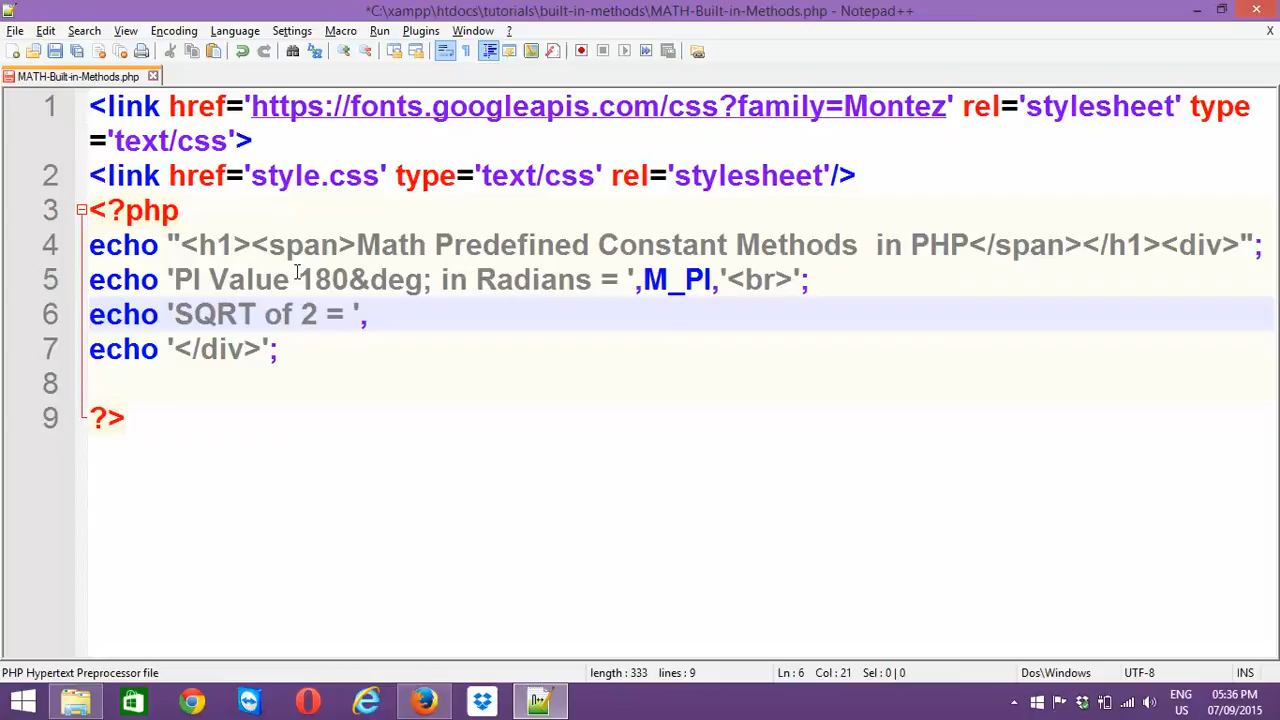 *C:\xampp\htdocs\tutorials\built-in-methods\MATH-Built-in-Methods.php - Notepad++
File Edit Search View Encoding Language Settings Macro Run Plugins Window ? X
MATH-Built-in-Methods.php
1 <link href='https://fonts.googleapis.com/css?family=Montez' rel='stylesheet' type
='text/css'>
2 <link href='style.css' type='text/css' rel='stylesheet'/>
3 <?php
4 echo "<h1><span>Math Predefined Constant Methods  in PHP</span></h1><div>";
5 echo 'PI Value 180&deg; in Radians = ',M_PI,'<br>';
6 echo 'SQRT of 2 = ',
7 echo '</div>';
8
9 ?>
PHP Hypertext Preprocessor file length : 333 lines : 9 Ln : 6 Col : 21 Sel : 0 | 0 Dos\Windows UTF-8 INS
ENG 05:36 PM
US 07/09/2015